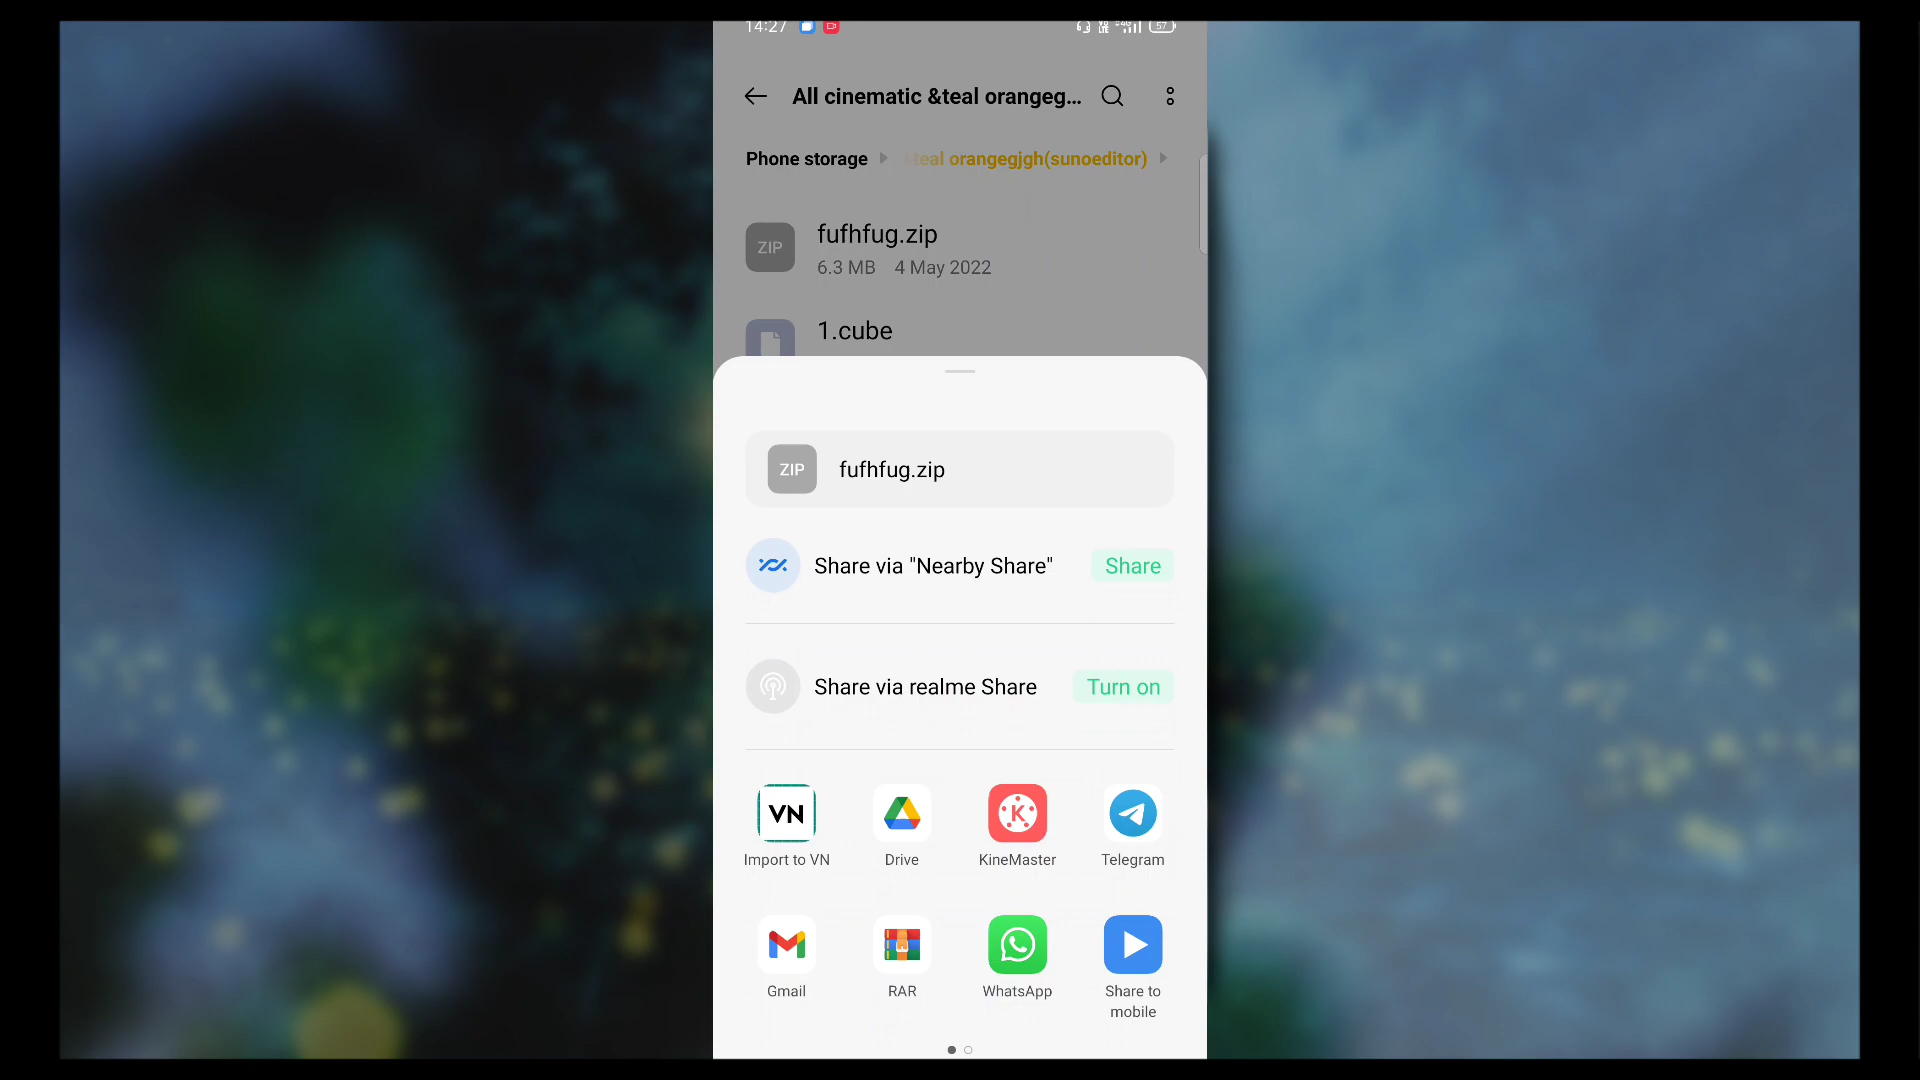 14:27
57
All cinematic &teal orangeg...
Phone storage
teal orangegjgh(sunoeditor)
ZIP
fufhfug.zip
6.3 MB 4 May 2022
1.cube
ZIP
fufhfug.zip
Share via "Nearby Share" Share
Share via realme Share Turn on
VN
K
Import to VN Drive KineMaster Telegram
Gmail RAR WhatsApp Share to
mobile